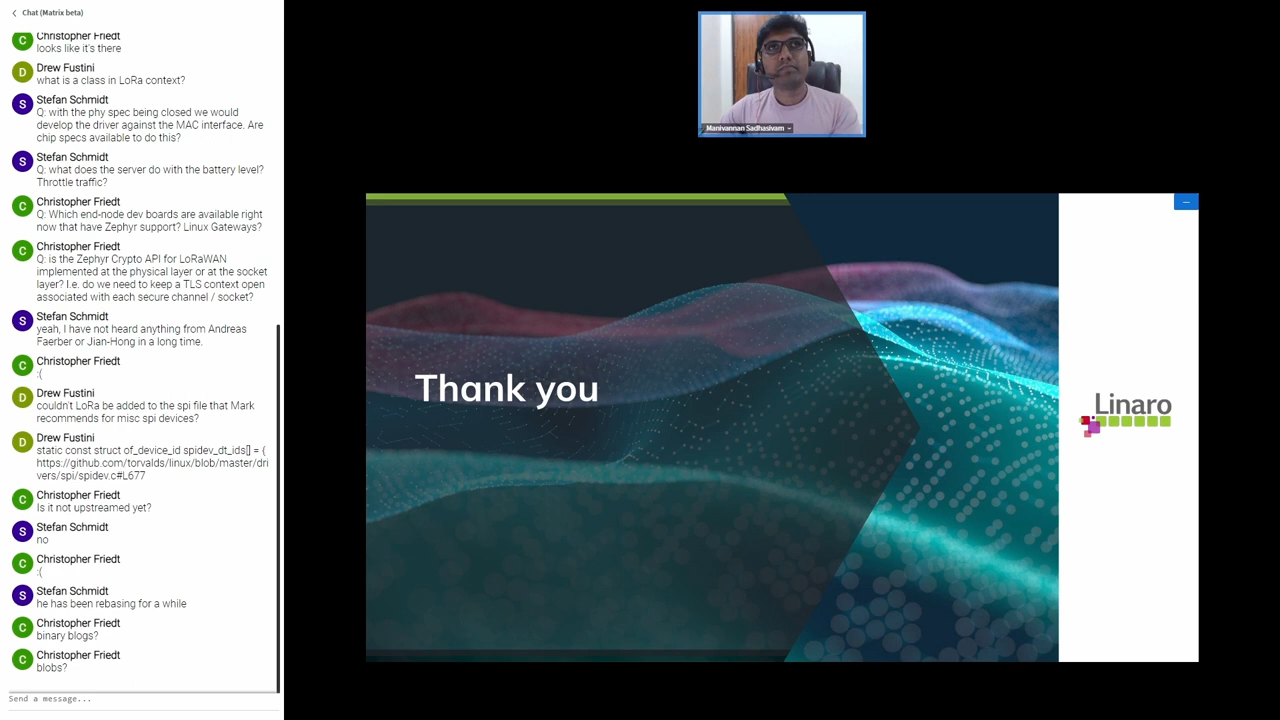 Chat (Matrix beta)
C
Christopher Friedt
looks like it's there
D
Drew Fustini
what is a class in LoRa context?
S
Stefan Schmidt
Q: with the phy spec being closed we would
develop the driver against the MAC interface. Are
chip specs available to do this?
S
Stefan Schmidt
Q: what does the server do with the battery level?
Throttle traffic?
C
Christopher Friedt
Q: Which end-node dev boards are available right
now that have Zephyr support? Linux Gateways?
C
Christopher Friedt
Q: is the Zephyr Crypto API for LoRaWAN
implemented at the physical layer or at the socket
layer? I.e. do we need to keep a TLS context open
associated with each secure channel / socket?
S
Stefan Schmidt
yeah, I have not heard anything from Andreas
Faerber or Jian-Hong in a long time.
C
Christopher Friedt
:(
D
Drew Fustini
couldn't LoRa be added to the spi file that Mark
recommends for misc spi devices?
D
Drew Fustini
static const struct of_device_id spidev_dt_ids[] = {
https://github.com/torvalds/linux/blob/master/dri
vers/spi/spidev.c#L677
C
Christopher Friedt
Is it not upstreamed yet?
S
Stefan Schmidt
no
C
Christopher Friedt
:(
S
Stefan Schmidt
he has been rebasing for a while
C
Christopher Friedt
binary blogs?
C
Christopher Friedt
blobs?
Send a message...
Manivannan Sadhasivam
Thank you
Linaro